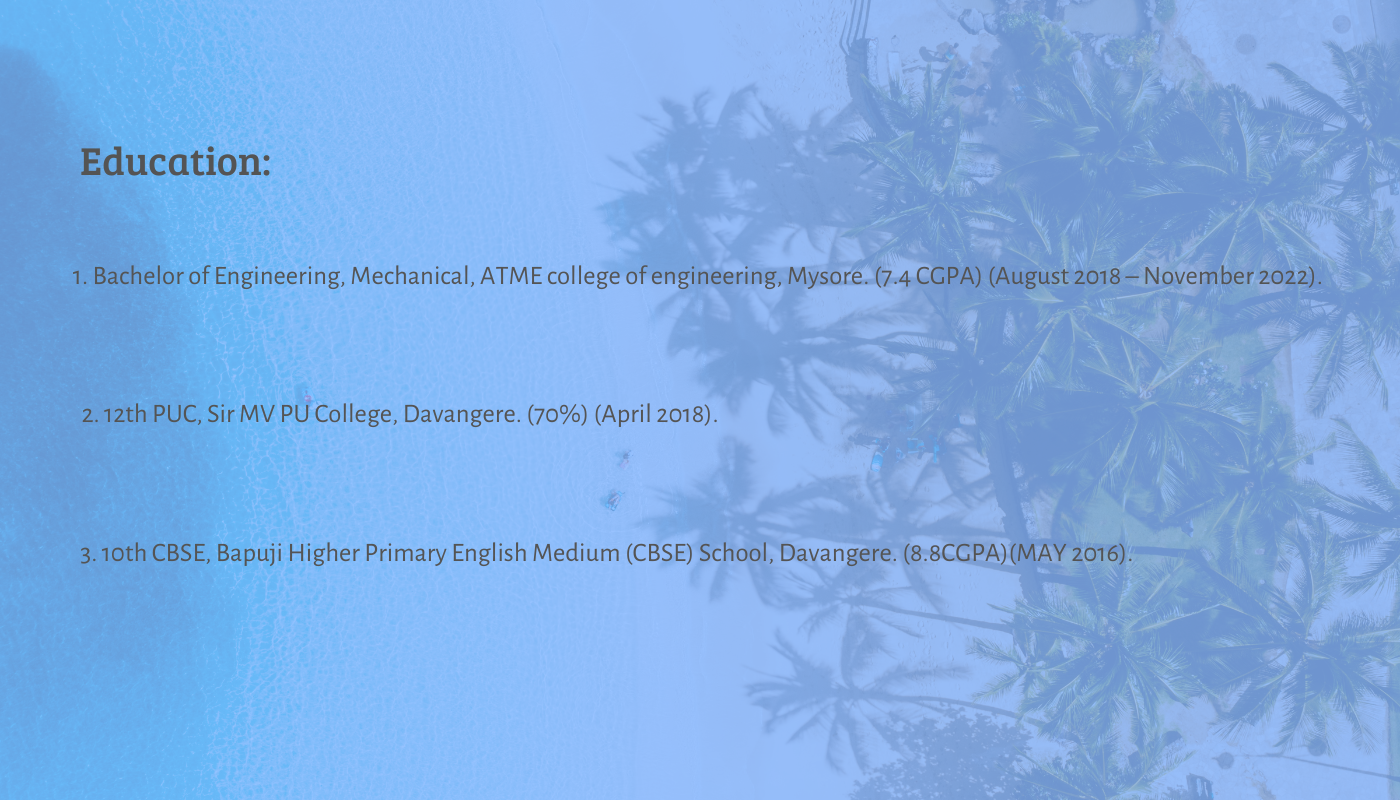 Education:
1. Bachelor of Engineering, Mechanical, ATME college of engineering, Mysore. (7.4 CGPA) (August 2018 – November 2022).
2. 12th PUC, Sir MV PU College, Davangere. (70%) (April 2018).
3. 10th CBSE, Bapuji Higher Primary English Medium (CBSE) School, Davangere. (8.8CGPA)(MAY 2016).